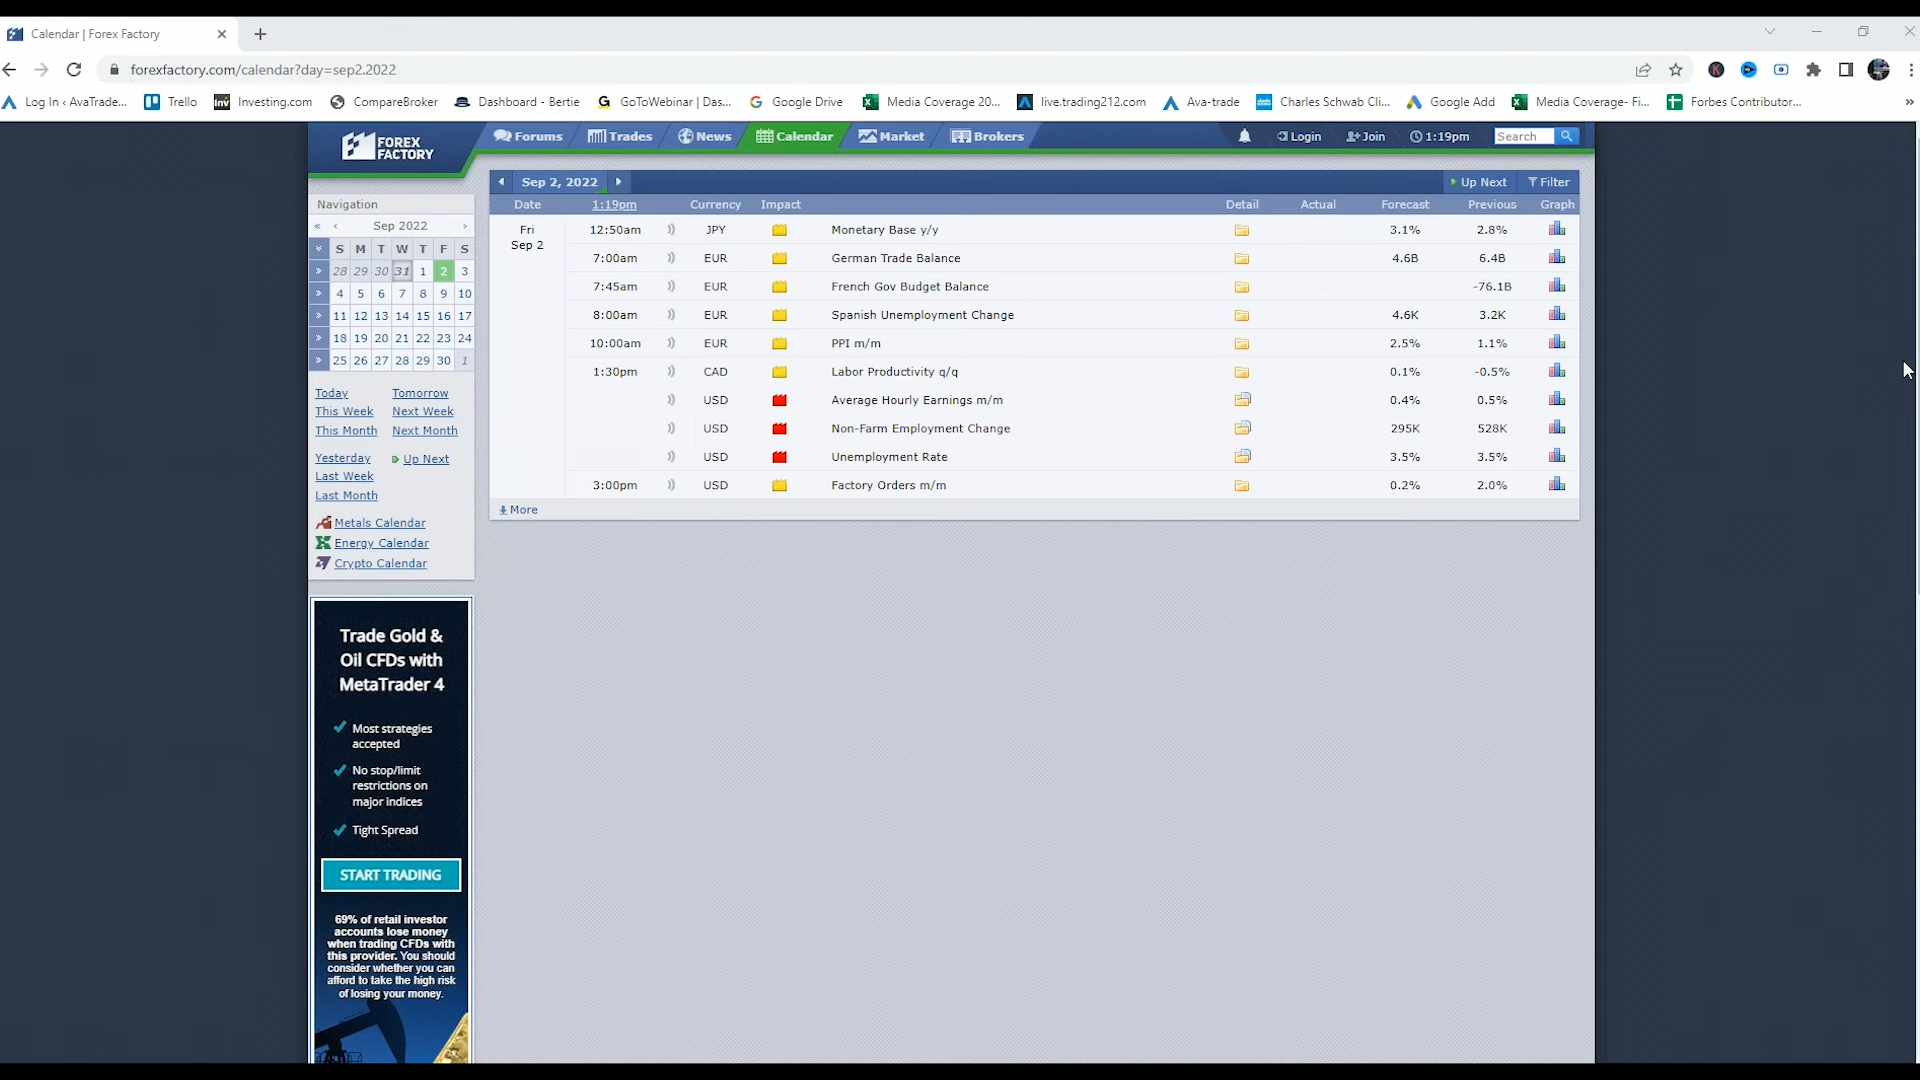 Calendar | Forex Factory
forexfactory.com/calendar?day=sep2.2022
Log In ‹ AvaTrade... Trello Investing.com CompareBroker Dashboard - Bertie GoToWebinar | Das... Google Drive Media Coverage 20... live.trading212.com Ava-trade Charles Schwab Cli... Google Add Media Coverage- Fi... Forbes Contributor... »
FOREX FACTORY
Forums Trades News Calendar Market Brokers Login Join 1:19pm Search
Navigation
« ‹ Sep 2022 ›
S M T W T F S
28 29 30 31 1 2 3
4 5 6 7 8 9 10
11 12 13 14 15 16 17
18 19 20 21 22 23 24
25 26 27 28 29 30 1
Today Tomorrow
This Week Next Week
This Month Next Month
Yesterday Up Next
Last Week
Last Month
Metals Calendar
Energy Calendar
Crypto Calendar
Sep 2, 2022 Up Next Filter
Date 1:19pm Currency Impact Detail Actual Forecast Previous Graph
Fri 12:50am JPY Monetary Base y/y 3.1% 2.8%
Sep 2
7:00am EUR German Trade Balance 4.6B 6.4B
7:45am EUR French Gov Budget Balance -76.1B
8:00am EUR Spanish Unemployment Change 4.6K 3.2K
10:00am EUR PPI m/m 2.5% 1.1%
1:30pm CAD Labor Productivity q/q 0.1% -0.5%
USD Average Hourly Earnings m/m 0.4% 0.5%
USD Non-Farm Employment Change 295K 528K
USD Unemployment Rate 3.5% 3.5%
3:00pm USD Factory Orders m/m 0.2% 2.0%
More
Trade Gold &
Oil CFDs with
MetaTrader 4
Most strategies
accepted
No stop/limit
restrictions on
major indices
Tight Spread
START TRADING
69% of retail investor
accounts lose money
when trading CFDs with
this provider. You should
consider whether you can
afford to take the high risk
of losing your money.